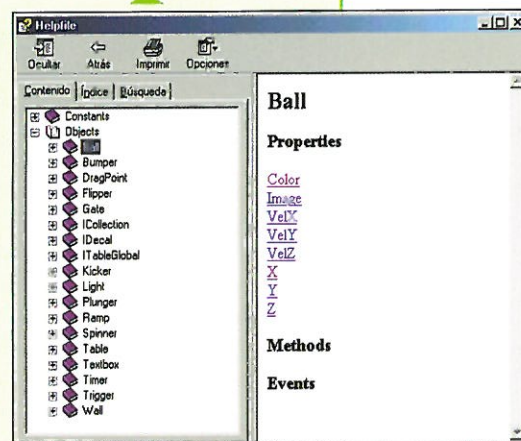 Helpfile
Ocultar Atrás Imprimir Opciones
Contenido Índice Búsqueda
Constants
Objects
Bumper
DragPoint
Flipper
Gate
ICollection
IDecal
ITableGlobal
Kicker
Light
Plunger
Ramp
Spinner
Table
Textbox
Timer
Trigger
Wall
Ball
Properties
Color
Image
VelX
VelY
VelZ
X
Y
Z
Methods
Events